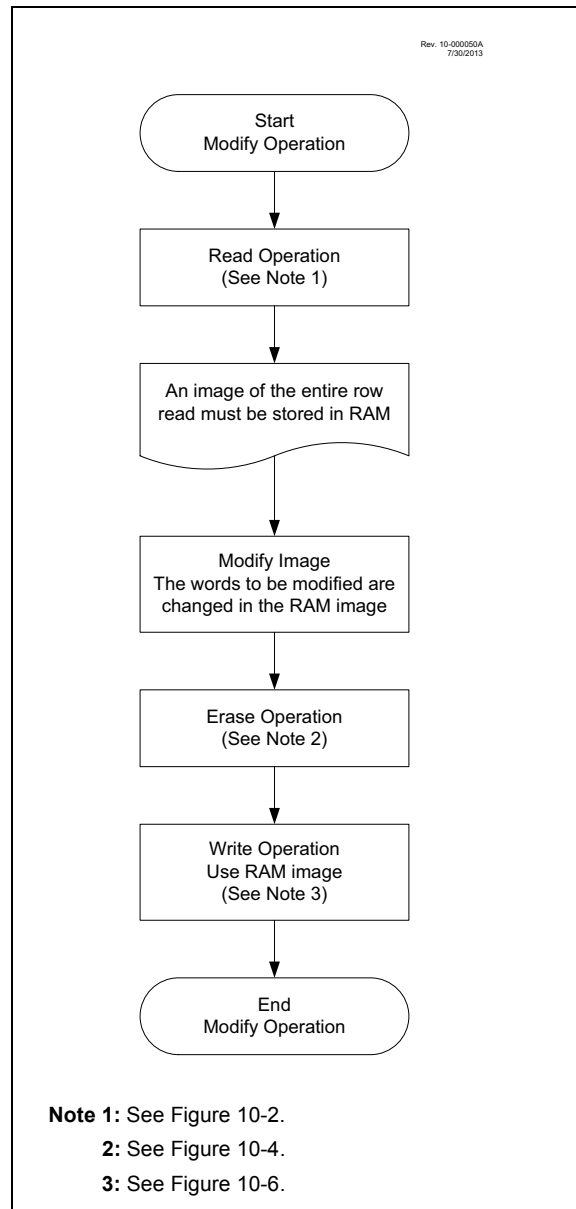 Rev. 10-000050A
7/30/2013
Start
Modify Operation
Read Operation
(See Note 1)
An image of the entire row
read must be stored in RAM
Modify Image
The words to be modified are
changed in the RAM image
Erase Operation
(See Note 2)
Write Operation
Use RAM image
(See Note 3)
End
Modify Operation
Note 1: See Figure 10-2.
2: See Figure 10-4.
3: See Figure 10-6.